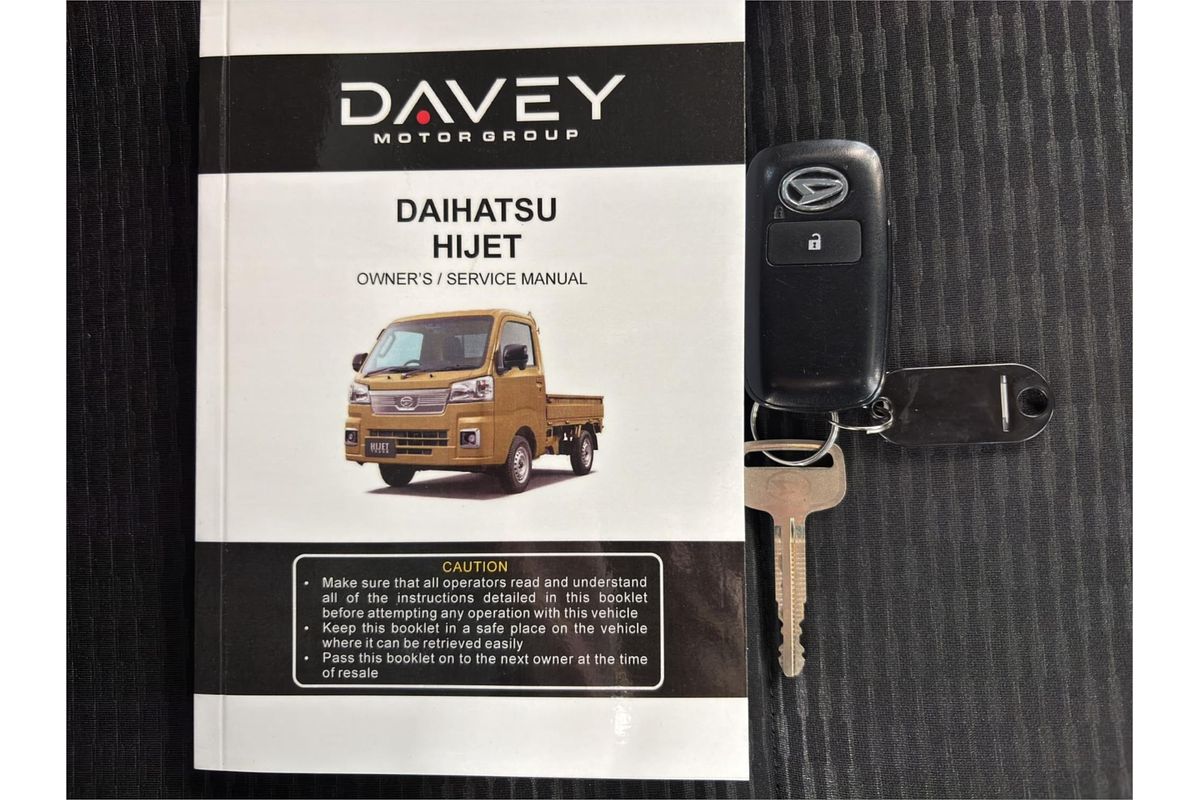 DAVEY
MOTOR GROUP
DAIHATSU
HIJET
OWNER'S / SERVICE MANUAL
HIJET
TRUCK
CAUTION
• Make sure that all operators read and understand
all of the instructions detailed in this booklet
before attempting any operation with this vehicle
• Keep this booklet in a safe place on the vehicle
where it can be retrieved easily
• Pass this booklet on to the next owner at the time
of resale